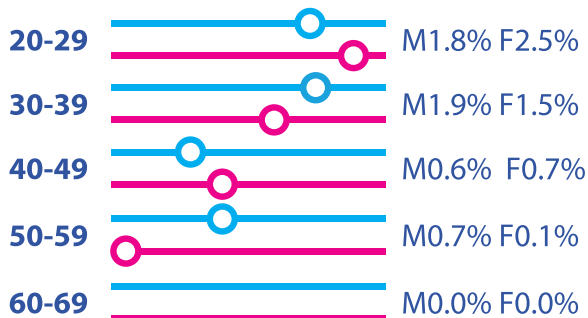 20-29 M1.8% F2.5%
30-39 M1.9% F1.5%
40-49 M0.6% F0.7%
50-59 M0.7% F0.1%
60-69 M0.0% F0.0%